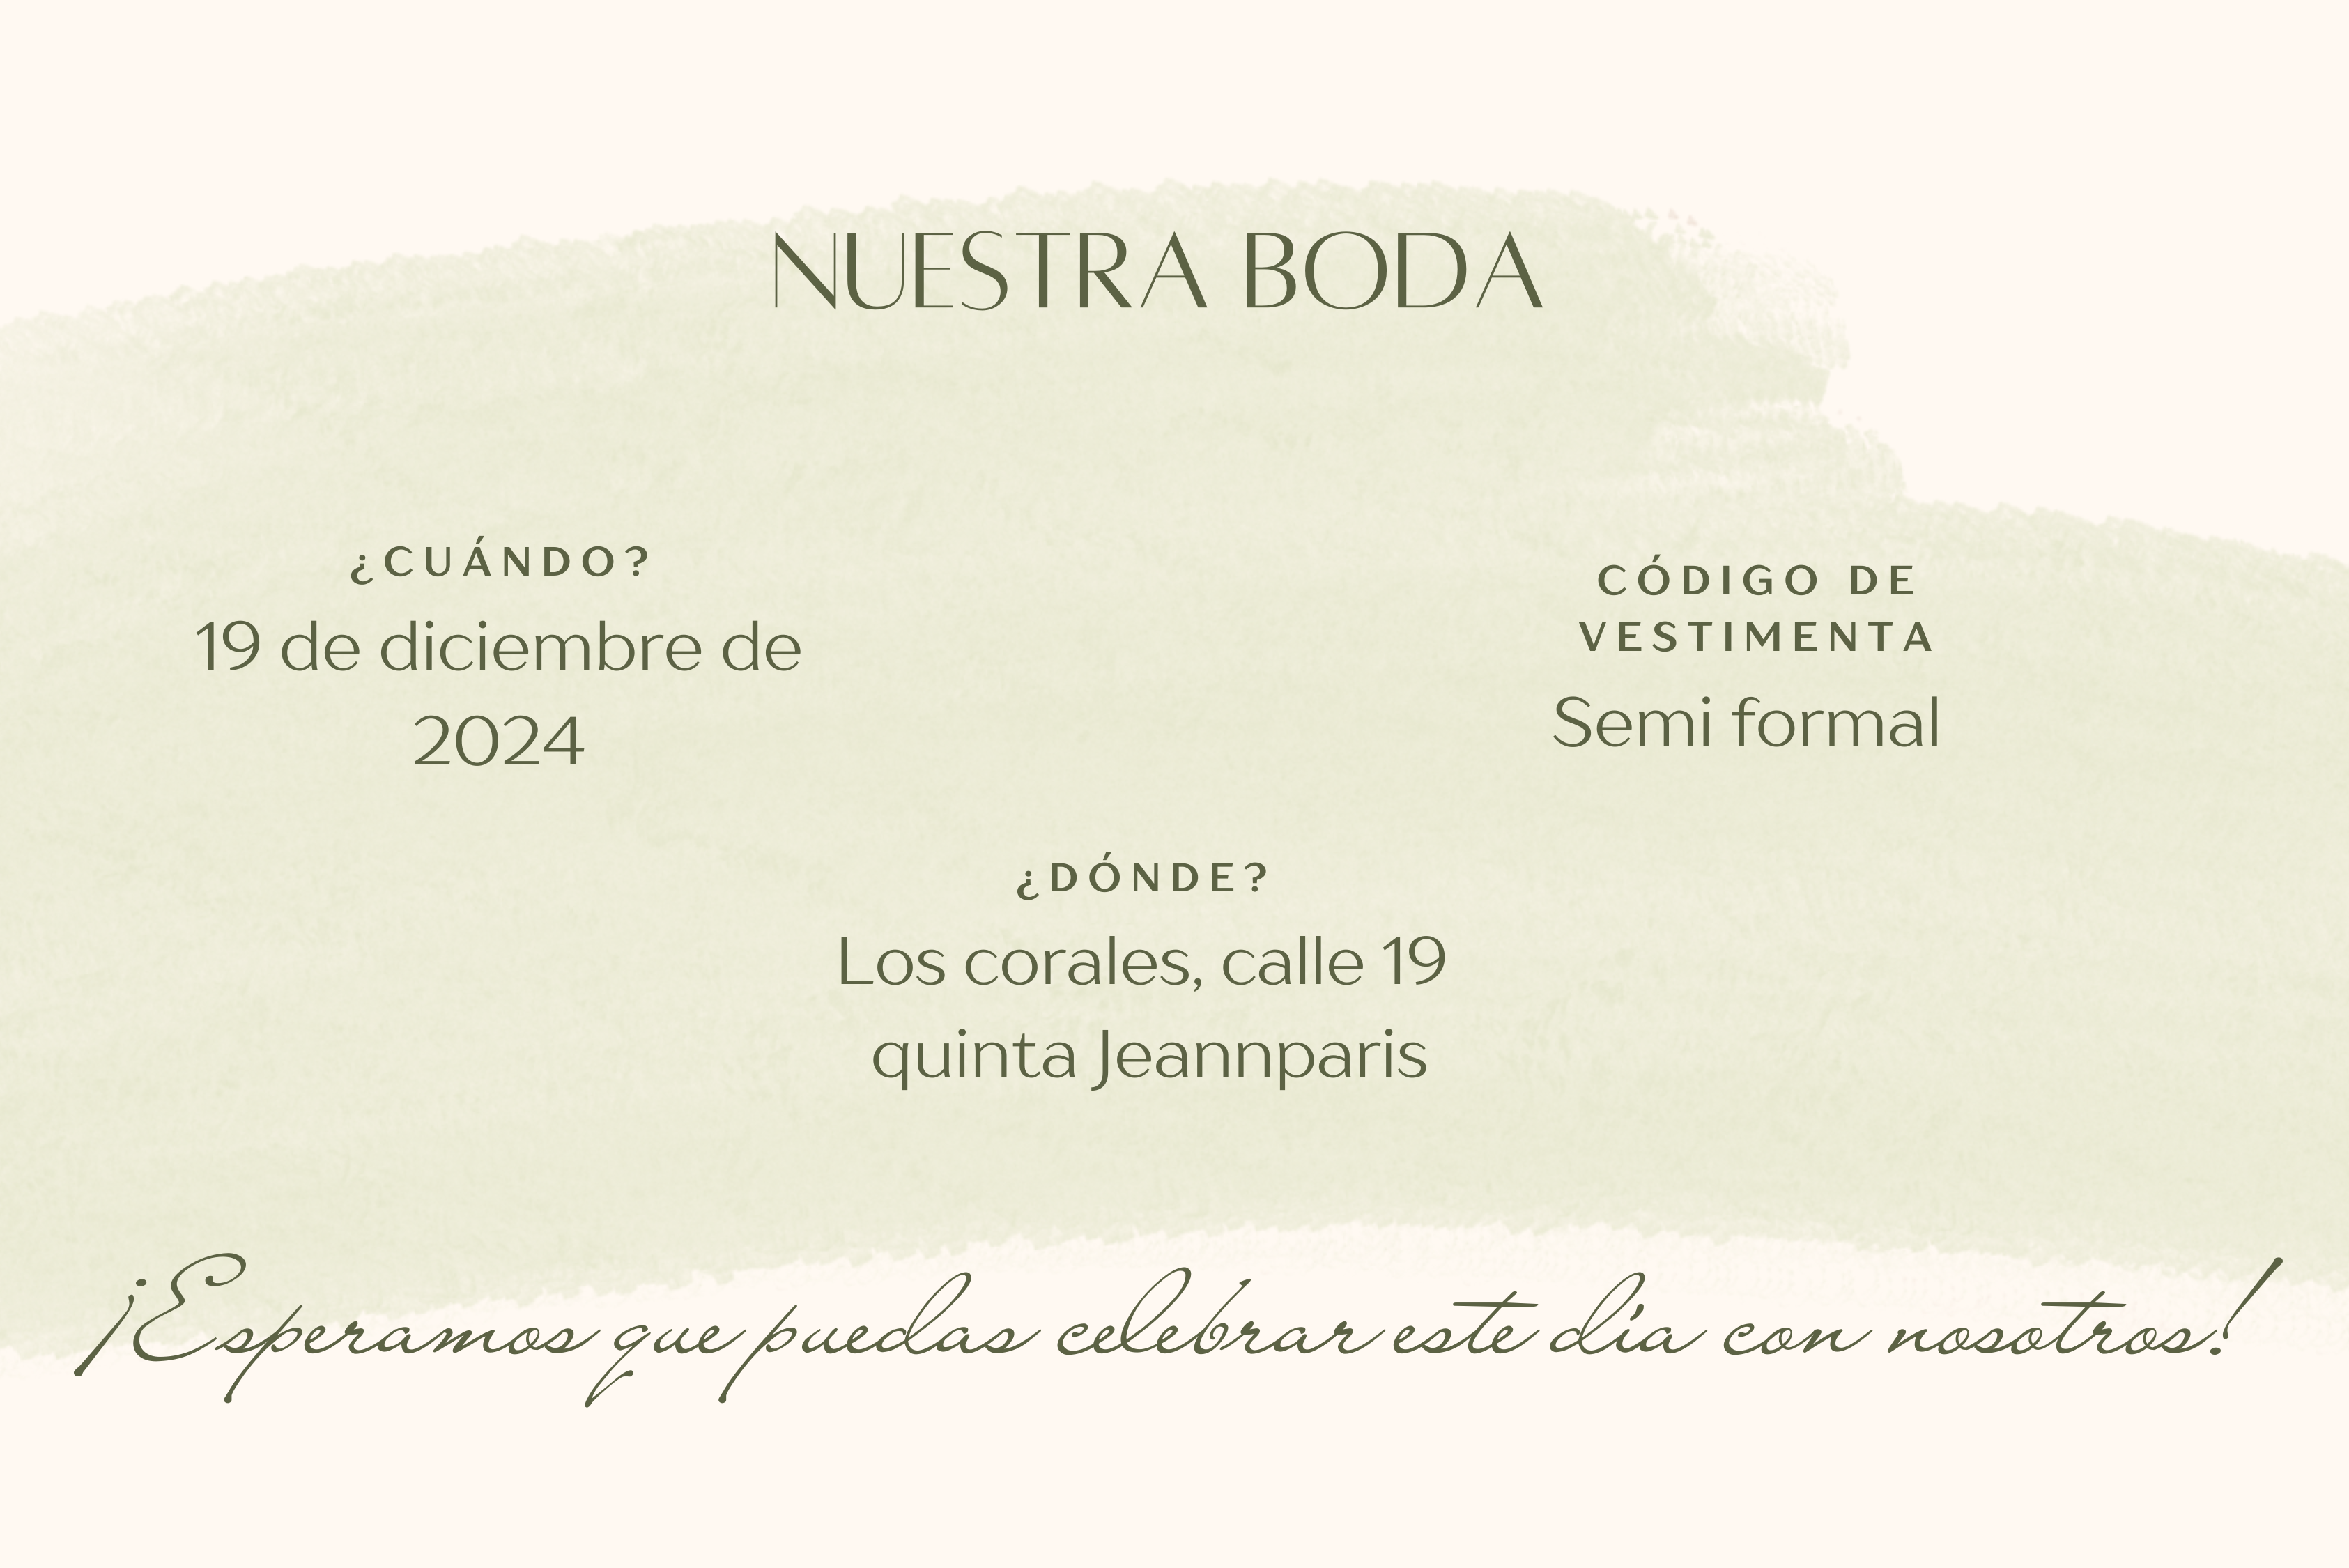 NUESTRA BODA
¿CUÁNDO?
19 de diciembre de
2024
CÓDIGO DE
VESTIMENTA
Semi formal
¿DÓNDE?
Los corales, calle 19
quinta Jeannparis
¡Esperamos que puedas celebrar este día con nosotros!